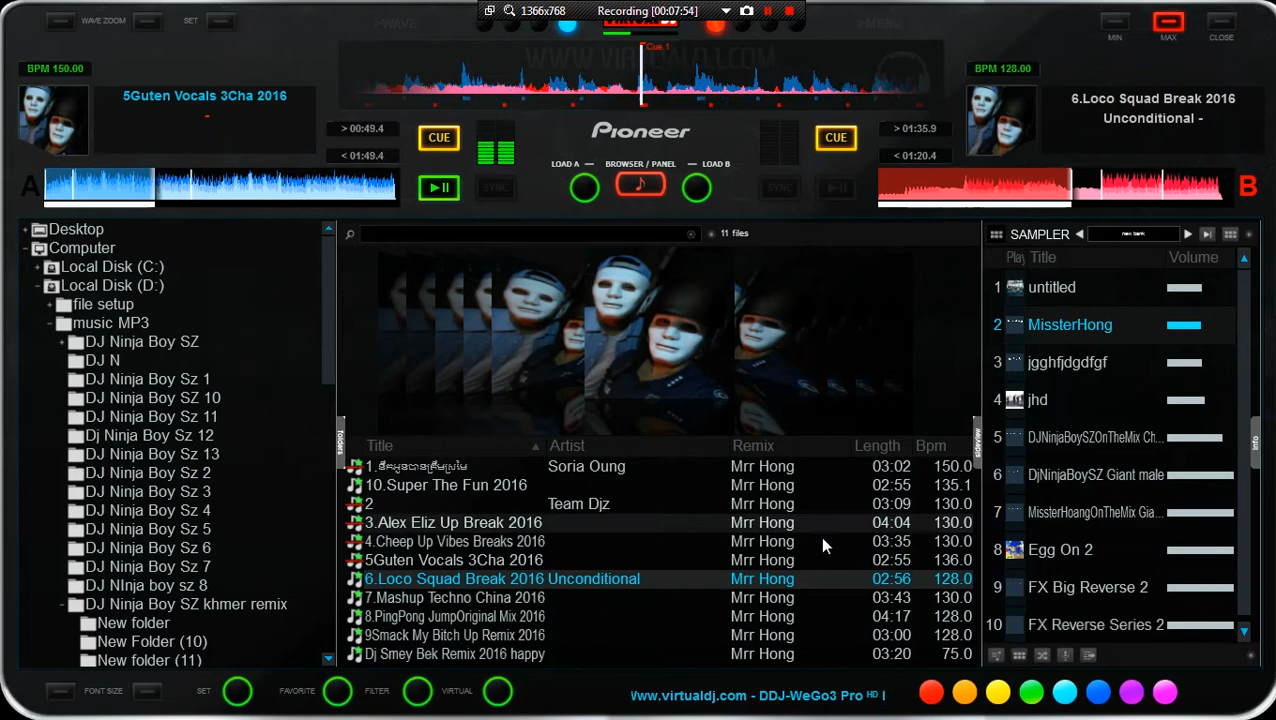 1366x768 Recording [00:07:54]
WAVE ZOOM SET >WAVE >MENU MIN MAX CLOSE
WWW.VIRTUALDJ.COM
Cue 1
BPM 150.00
5Guten Vocals 3Cha 2016
-
BPM 128.00
6.Loco Squad Break 2016
Unconditional -
> 00:49.4
< 01:49.4
CUE
Pioneer
CUE
> 01:35.9
< 01:20.4
LOAD A BROWSER / PANEL LOAD B
A SYNC SYNC B
Desktop
Computer
Local Disk (C:)
Local Disk (D:)
file setup
music MP3
DJ Ninja Boy SZ
DJ N
DJ Ninja Boy Sz 1
DJ Ninja Boy SZ 10
DJ Ninja Boy Sz 11
Dj Ninja Boy Sz 12
DJ Ninja Boy SZ 13
DJ Ninja Boy SZ 2
DJ Ninja Boy SZ 3
DJ Ninja Boy SZ 4
DJ Ninja Boy SZ 5
DJ Ninja Boy SZ 6
DJ Ninja Boy SZ 7
DJ NInja boy SZ 8
DJ Ninja Boy SZ khmer remix
New folder
New Folder (10)
New folder (11)
folders
11 files
Title Artist Remix Length Bpm
Soria Oung Mrr Hong 03:02 150.0
10.Super The Fun 2016 Mrr Hong 02:55 135.1
2 Team Djz Mrr Hong 03:09 130.0
3.Alex Eliz Up Break 2016 Mrr Hong 04:04 130.0
4.Cheep Up Vibes Breaks 2016 Mrr Hong 03:35 130.0
5Guten Vocals 3Cha 2016 Mrr Hong 02:55 136.0
6.Loco Squad Break 2016 Unconditional Mrr Hong 02:56 128.0
7.Mashup Techno China 2016 Mrr Hong 03:43 130.0
8.PingPong JumpOriginal Mix 2016 Mrr Hong 04:17 128.0
9Smack My Bitch Up Remix 2016 Mrr Hong 03:00 128.0
Dj Smey Bek Remix 2016 happy Mrr Hong 03:20 75.0
sideview
SAMPLER new bank
Play Title Volume
1 untitled
2 MissterHong
3 jgghfjdgdfgf
4 jhd
5 DJNinjaBoySZOnTheMix Ch...
6 DjNinjaBoySZ Giant male
7 MissterHoangOnTheMix Gia...
8 Egg On 2
9 FX Big Reverse 2
10 FX Reverse Series 2
info
FONT SIZE SET FAVORITE FILTER VIRTUAL
Www.virtualdj.com - DDJ-WeGo3 Pro HD